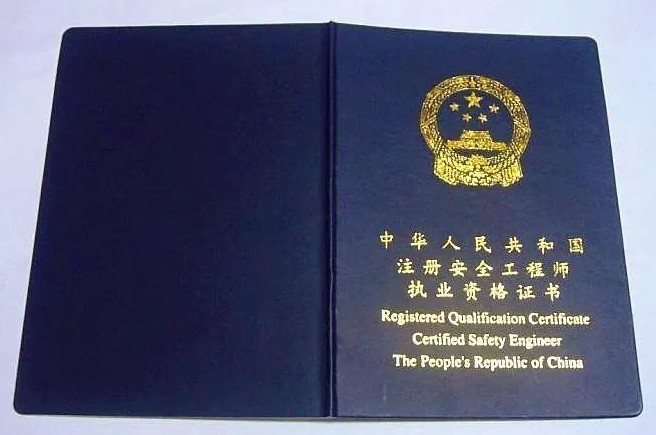 中华人民共和国
注册安全工程师
执业资格证书
Registered Qualification Certificate
Certified Safety Engineer
The People's Republic of China